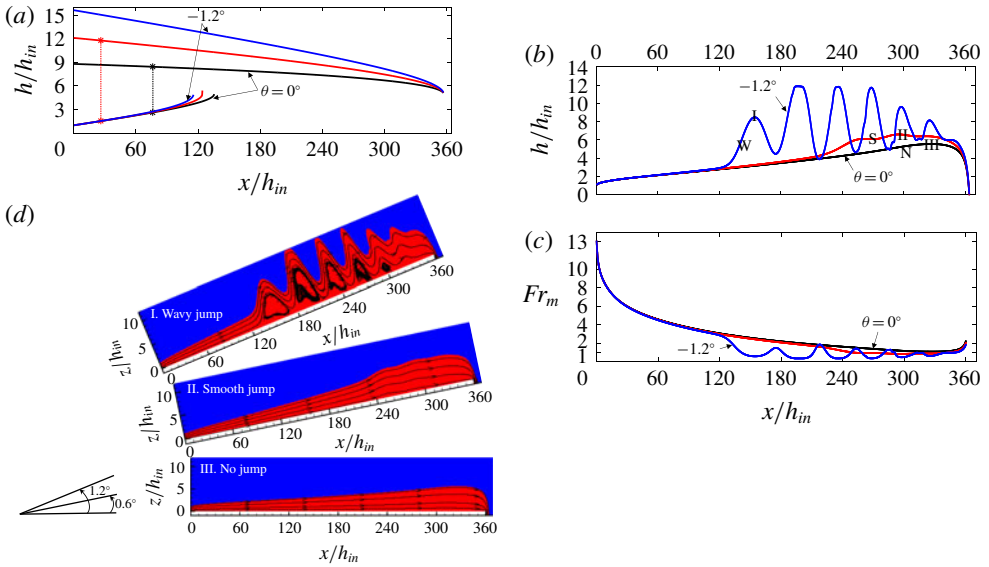 (a)
15
12
9
6
3
h/h_in
−1.2°
θ = 0°
0 60 120 180 240 300 360
x/h_in
(b)
0 60 120 180 240 300 360
14
12
10
8
6
4
2
0
h/h_in
−1.2°
I
W
S
II
N
III
θ = 0°
(c)
13
10
8
6
4
2
1
Fr_m
θ = 0°
−1.2°
0 60 120 180 240 300 360
x/h_in
(d)
10
5
0
z/h_in
I. Wavy jump
0 60 120 180 240 300 360
x/h_in
10
5
0
z/h_in
II. Smooth jump
0 60 120 180 240 300 360
x/h_in
10
5
0
z/h_in
III. No jump
0 60 120 180 240 300 360
x/h_in
1.2°
0.6°